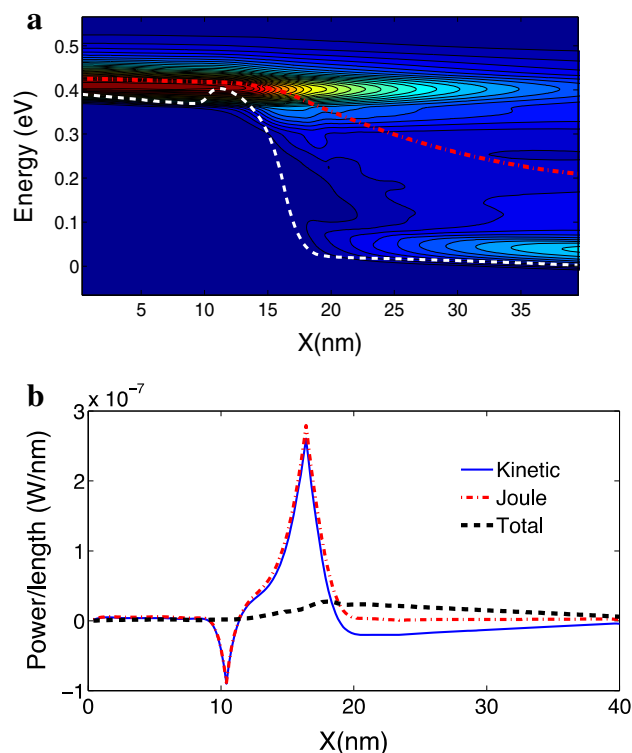 a
0.5
0.4
0.3
0.2
0.1
0
Energy (eV)
5 10 15 20 25 30 35
X(nm)
b
x 10⁻⁷
3
2
1
0
−1
Power/length (W/nm)
Kinetic
Joule
Total
0 10 20 30 40
X(nm)